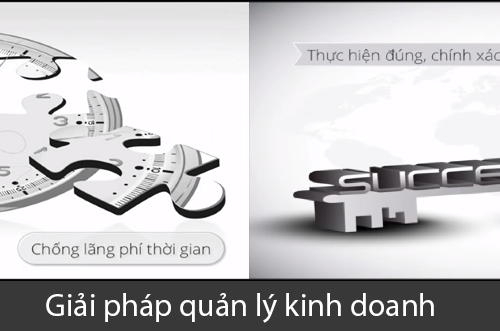 Thực hiện đúng, chính xác
SUCCE
Chống lãng phí thời gian
Giải pháp quản lý kinh doanh